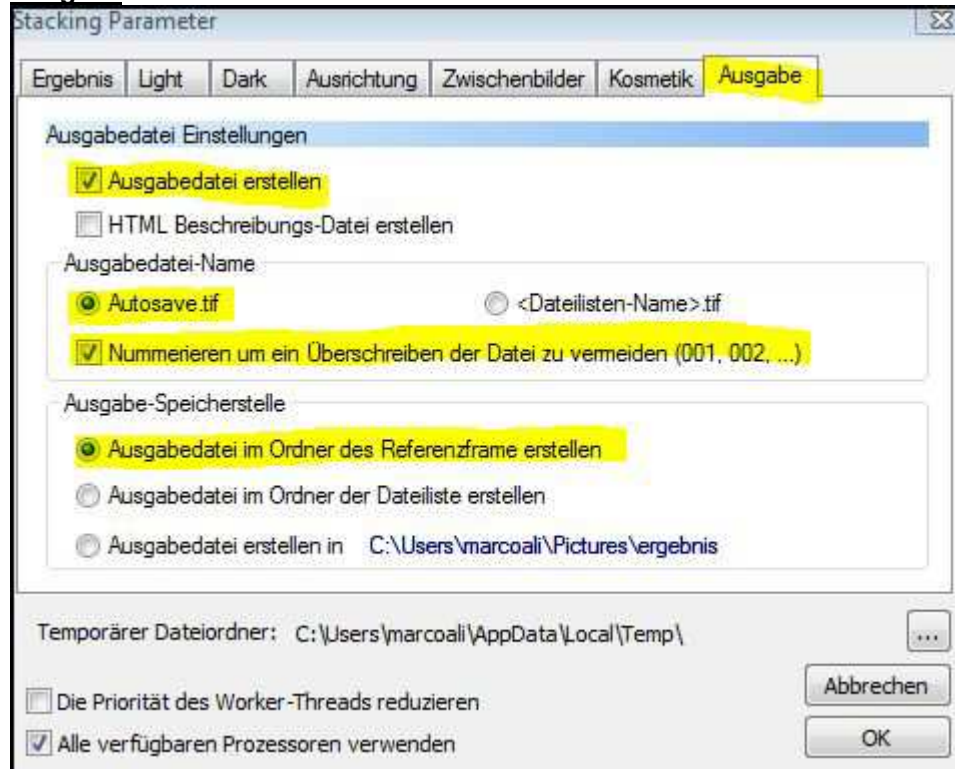 Stacking Parameter
Ergebnis Light Dark Ausrichtung Zwischenbilder Kosmetik Ausgabe
Ausgabedatei Einstellungen
Ausgabedatei erstellen
HTML Beschreibungs-Datei erstellen
Ausgabedatei-Name
Autosave.tif <Dateilisten-Name>.tif
Nummerieren um ein Überschreiben der Datei zu vermeiden (001, 002, ...)
Ausgabe-Speicherstelle
Ausgabedatei im Ordner des Referenzframe erstellen
Ausgabedatei im Ordner der Dateiliste erstellen
Ausgabedatei erstellen in C:\Users\marcoali\Pictures\ergebnis
Temporärer Dateiordner: C:\Users\marcoali\AppData\Local\Temp\ ...
Abbrechen
Die Priorität des Worker-Threads reduzieren
Alle verfügbaren Prozessoren verwenden OK